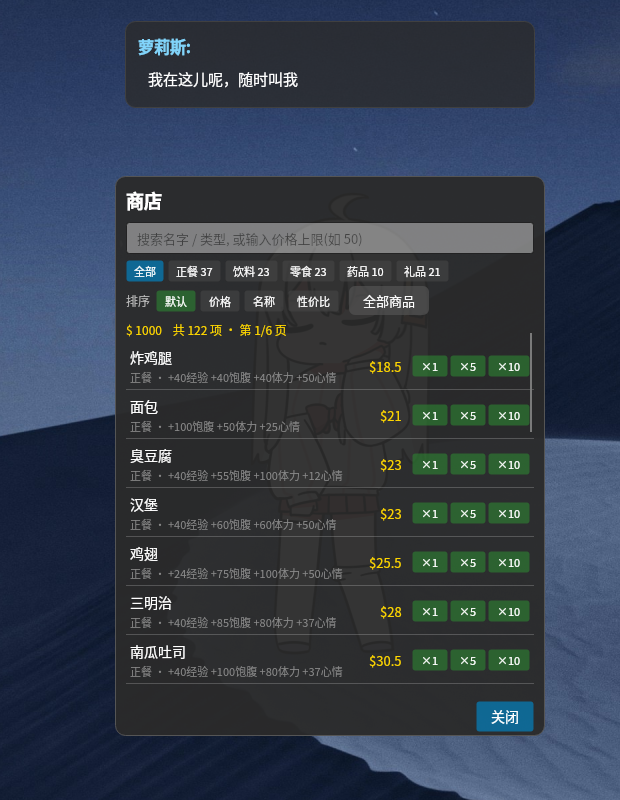 萝莉斯:
我在这儿呢，随时叫我
商店
搜索名字 / 类型, 或输入价格上限(如 50)
全部 正餐 37 饮料 23 零食 23 药品 10 礼品 21
排序 默认 价格 名称 性价比 全部商品
$ 1000 共 122 项 · 第 1/6 页
炸鸡腿
正餐 · +40经验 +40饱腹 +40体力 +50心情
$18.5 ×1 ×5 ×10
面包
正餐 · +100饱腹 +50体力 +25心情
$21 ×1 ×5 ×10
臭豆腐
正餐 · +40经验 +55饱腹 +100体力 +12心情
$23 ×1 ×5 ×10
汉堡
正餐 · +40经验 +60饱腹 +60体力 +50心情
$23 ×1 ×5 ×10
鸡翅
正餐 · +24经验 +75饱腹 +100体力 +50心情
$25.5 ×1 ×5 ×10
三明治
正餐 · +40经验 +85饱腹 +80体力 +37心情
$28 ×1 ×5 ×10
南瓜吐司
正餐 · +40经验 +100饱腹 +80体力 +37心情
$30.5 ×1 ×5 ×10
关闭